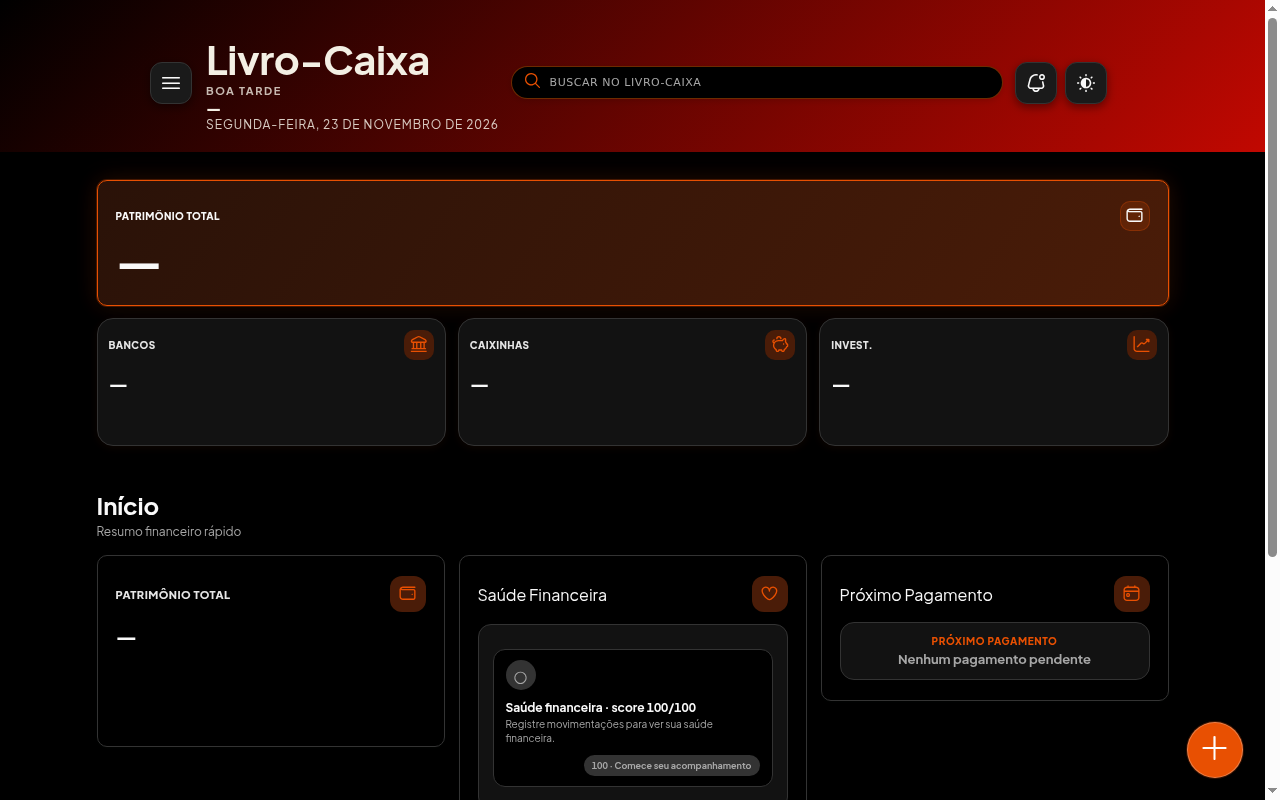 Livro-Caixa
BOA TARDE
—
SEGUNDA-FEIRA, 23 DE NOVEMBRO DE 2026
BUSCAR NO LIVRO-CAIXA
PATRIMÔNIO TOTAL
—
BANCOS
—
CAIXINHAS
—
INVEST.
—
Início
Resumo financeiro rápido
PATRIMÔNIO TOTAL
—
Saúde Financeira
Saúde financeira · score 100/100
Registre movimentações para ver sua saúde
financeira.
100 · Comece seu acompanhamento
Próximo Pagamento
PRÓXIMO PAGAMENTO
Nenhum pagamento pendente